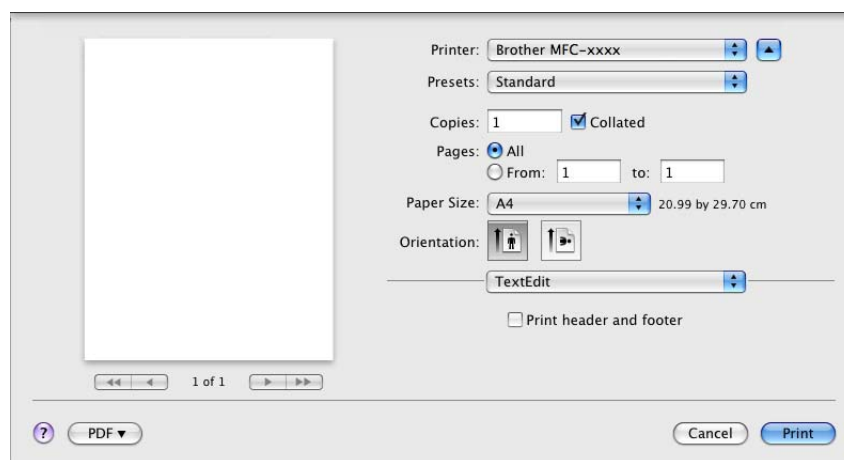 Printer: Brother MFC-xxxx
Presets: Standard
Copies: 1 Collated
Pages: All
From: 1 to: 1
Paper Size: A4 20.99 by 29.70 cm
Orientation:
TextEdit
Print header and footer
1 of 1
? PDF Cancel Print